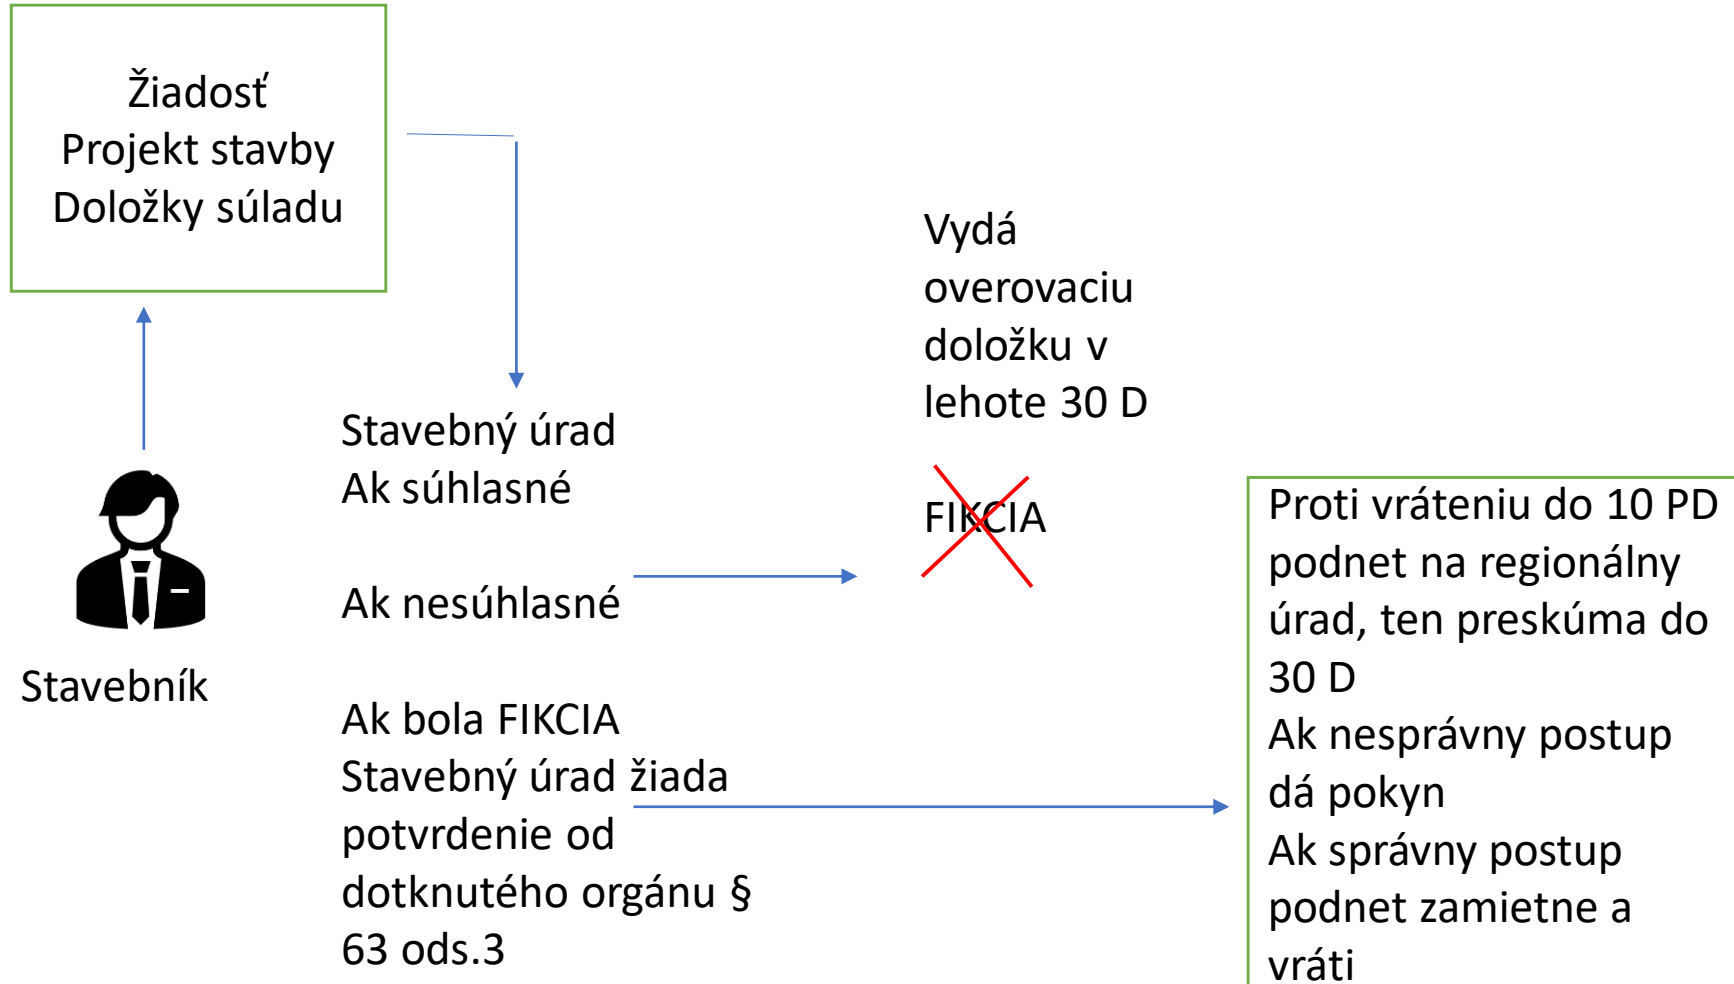 Žiadosť
Projekt stavby
Doložky súladu
Stavebník
Stavebný úrad
Ak súhlasné
Ak nesúhlasné
Ak bola FIKCIA
Stavebný úrad žiada
potvrdenie od
dotknutého orgánu §
63 ods.3
Vydá
overovaciu
doložku v
lehote 30 D
FIKCIA
Proti vráteniu do 10 PD
podnet na regionálny
úrad, ten preskúma do
30 D
Ak nesprávny postup
dá pokyn
Ak správny postup
podnet zamietne a
vráti